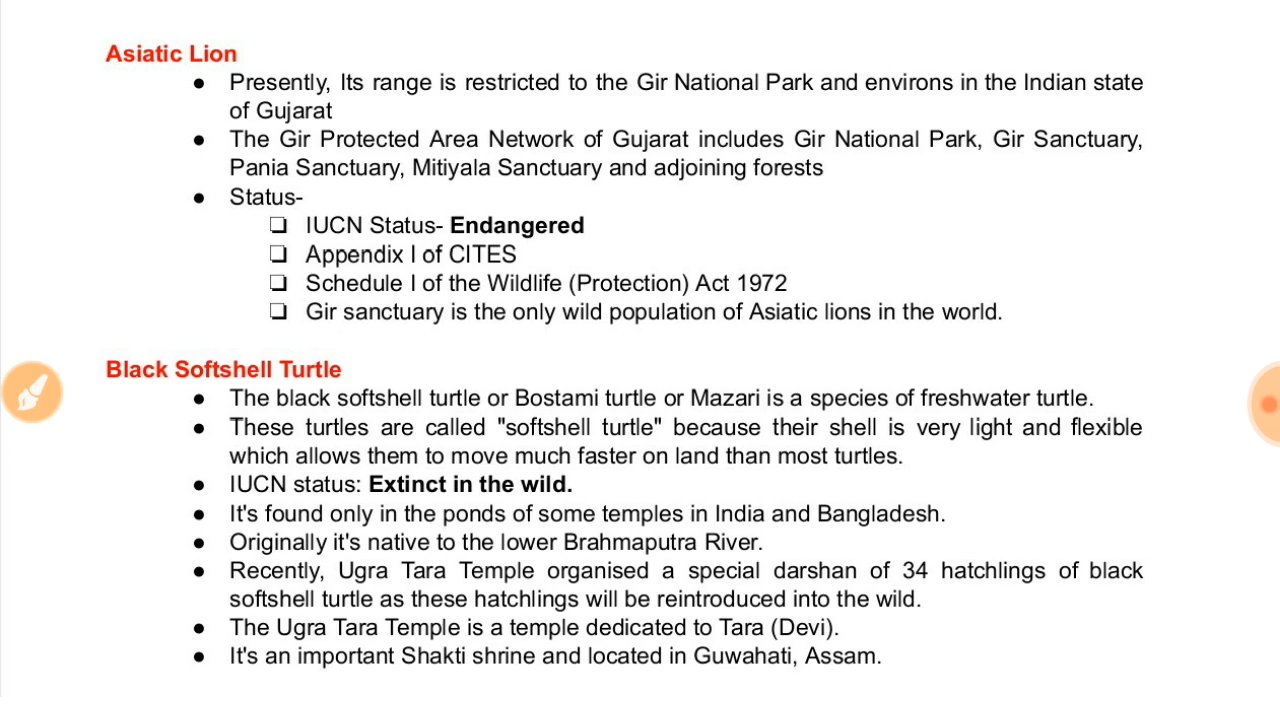 Asiatic Lion
● Presently, Its range is restricted to the Gir National Park and environs in the Indian state
of Gujarat
● The Gir Protected Area Network of Gujarat includes Gir National Park, Gir Sanctuary,
Pania Sanctuary, Mitiyala Sanctuary and adjoining forests
● Status-
❏ IUCN Status- Endangered
❏ Appendix I of CITES
❏ Schedule I of the Wildlife (Protection) Act 1972
❏ Gir sanctuary is the only wild population of Asiatic lions in the world.
Black Softshell Turtle
● The black softshell turtle or Bostami turtle or Mazari is a species of freshwater turtle.
● These turtles are called "softshell turtle" because their shell is very light and flexible
which allows them to move much faster on land than most turtles.
● IUCN status: Extinct in the wild.
● It's found only in the ponds of some temples in India and Bangladesh.
● Originally it's native to the lower Brahmaputra River.
● Recently, Ugra Tara Temple organised a special darshan of 34 hatchlings of black
softshell turtle as these hatchlings will be reintroduced into the wild.
● The Ugra Tara Temple is a temple dedicated to Tara (Devi).
● It's an important Shakti shrine and located in Guwahati, Assam.